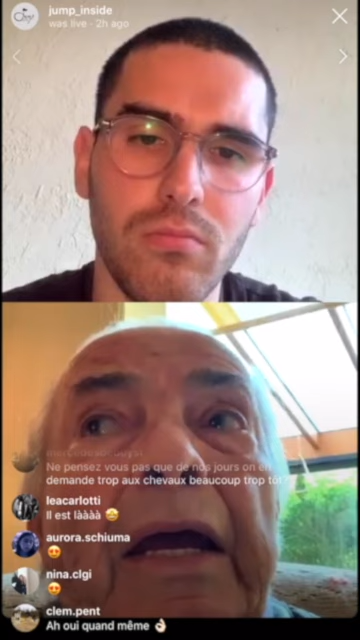 jump_inside
was live · 2h ago
Ne pensez vous pas que de nos jours on en
demande trop aux chevaux beaucoup trop tôt
leacarlotti
Il est làààà 🤩
aurora.schiuma
😍
nina.clgi
😍
clem.pent
Ah oui quand même 👌🏻